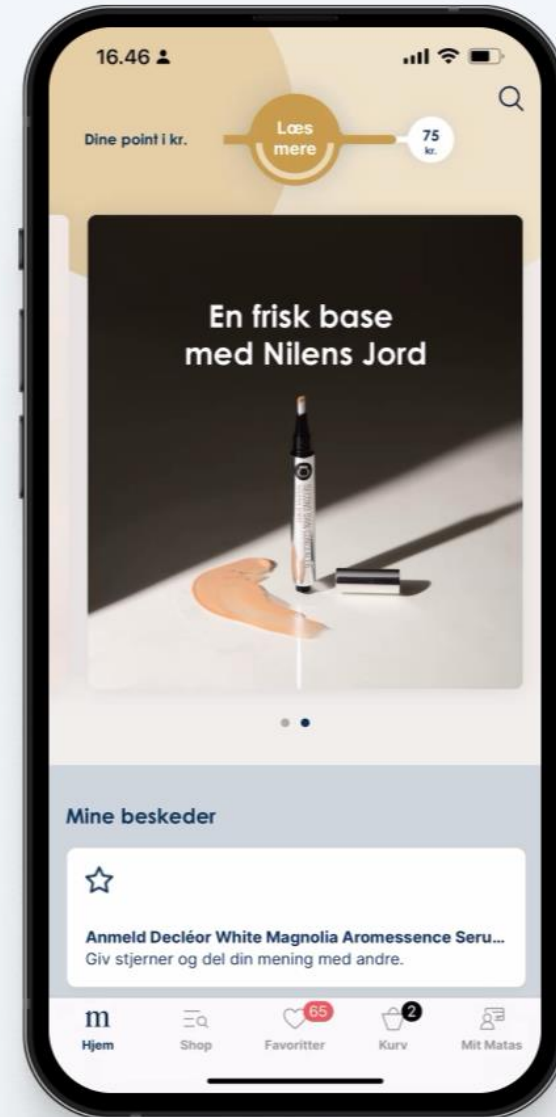 16.46
Dine point i kr.
Læs
mere
75
kr.
En frisk base
med Nilens Jord
Mine beskeder
Anmeld Decléor White Magnolia Aromessence Seru...
Giv stjerner og del din mening med andre.
m
Hjem
Shop
65
Favoritter
2
Kurv
Mit Matas